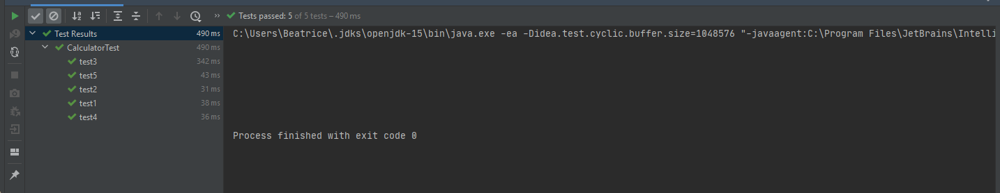 Tests passed: 5 of 5 tests – 490 ms
Test Results 490 ms
CalculatorTest 490 ms
test3 342 ms
test5 43 ms
test2 31 ms
test1 38 ms
test4 36 ms
C:\Users\Beatrice\.jdks\openjdk-15\bin\java.exe -ea -Didea.test.cyclic.buffer.size=1048576 "-javaagent:C:\Program Files\JetBrains\Intelli
Process finished with exit code 0